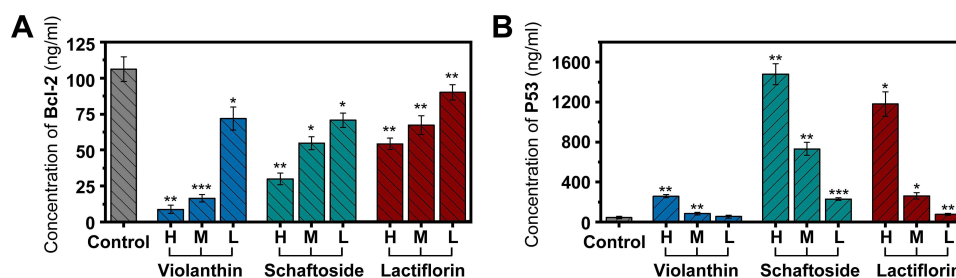 A
B
Concentration of Bcl-2 (ng/ml)
125
100
75
50
25
0
** *** * ** * * ** ** **
Control H M L H M L H M L
Violanthin Schaftoside Lactiflorin
Concentration of P53 (ng/ml)
1600
1200
800
400
0
** ** ** ** *** * * **
Control H M L H M L H M L
Violanthin Schaftoside Lactiflorin